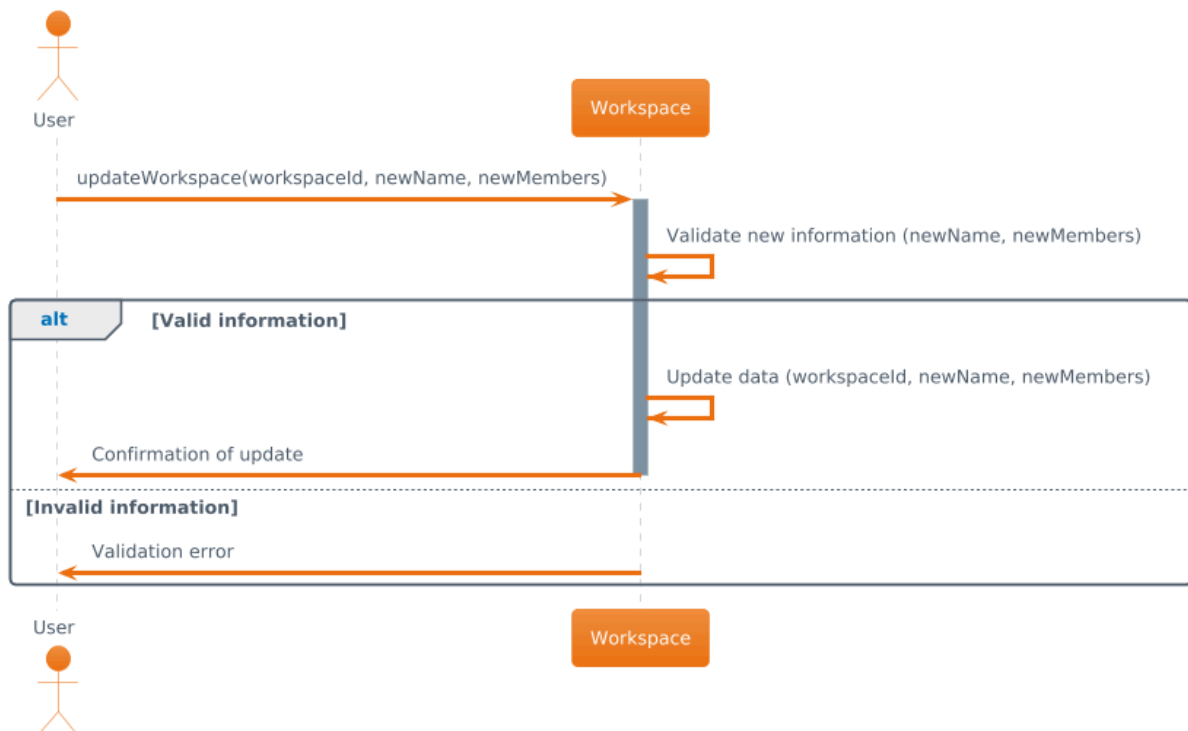 User
Workspace
updateWorkspace(workspaceId, newName, newMembers)
Validate new information (newName, newMembers)
alt
[Valid information]
Update data (workspaceId, newName, newMembers)
Confirmation of update
[Invalid information]
Validation error
User
Workspace